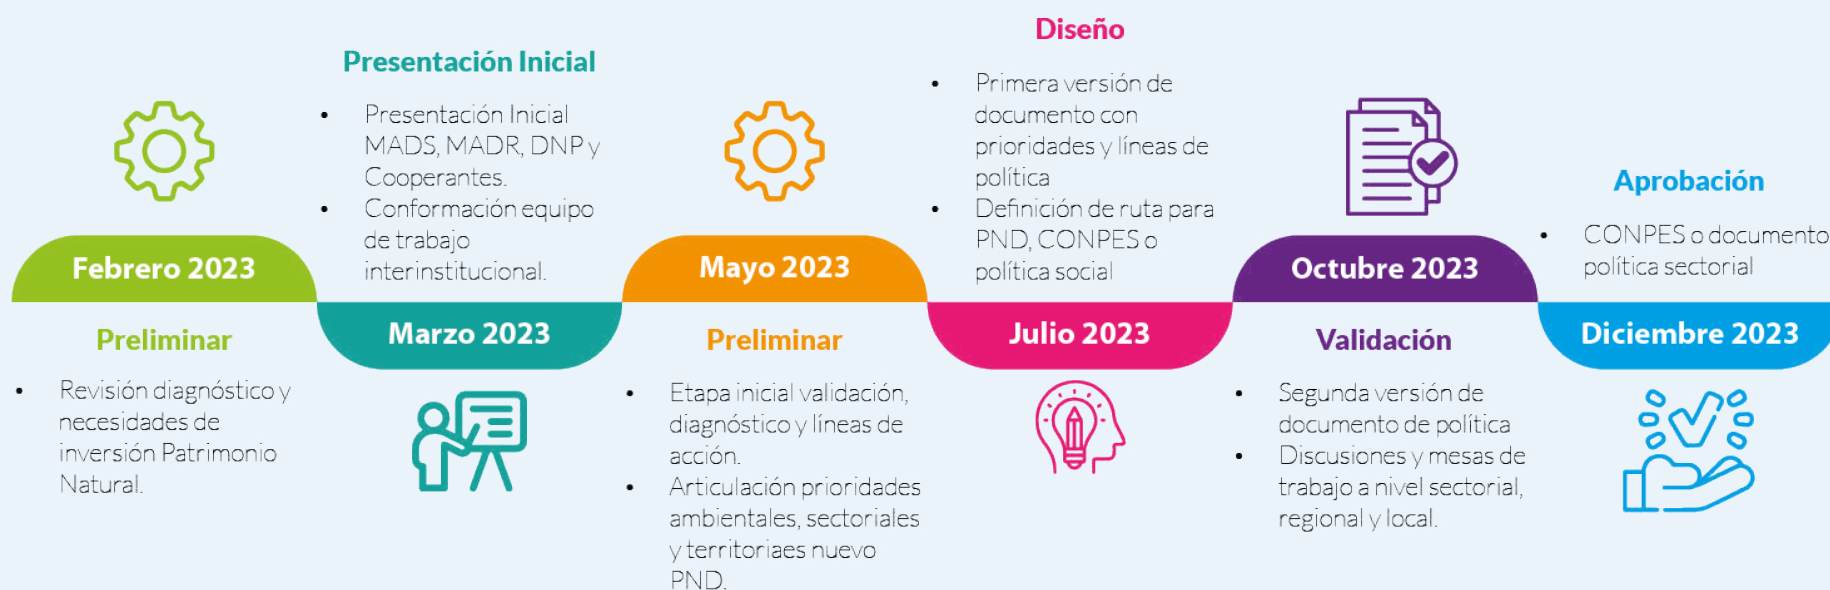 Febrero 2023
Preliminar
• Revisión diagnóstico y
necesidades de
inversión Patrimonio
Natural.
Presentación Inicial
• Presentación Inicial
MADS, MADR, DNP y
Cooperantes.
• Conformación equipo
de trabajo
interinstitucional.
Marzo 2023
Mayo 2023
Preliminar
• Etapa inicial validación,
diagnóstico y líneas de
acción.
• Articulación prioridades
ambientales, sectoriales
y territoriaes nuevo
PND.
Diseño
• Primera versión de
documento con
prioridades y líneas de
política
• Definición de ruta para
PND, CONPES o
política social
Julio 2023
Octubre 2023
Validación
• Segunda versión de
documento de política
• Discusiones y mesas de
trabajo a nivel sectorial,
regional y local.
Aprobación
• CONPES o documento
política sectorial
Diciembre 2023